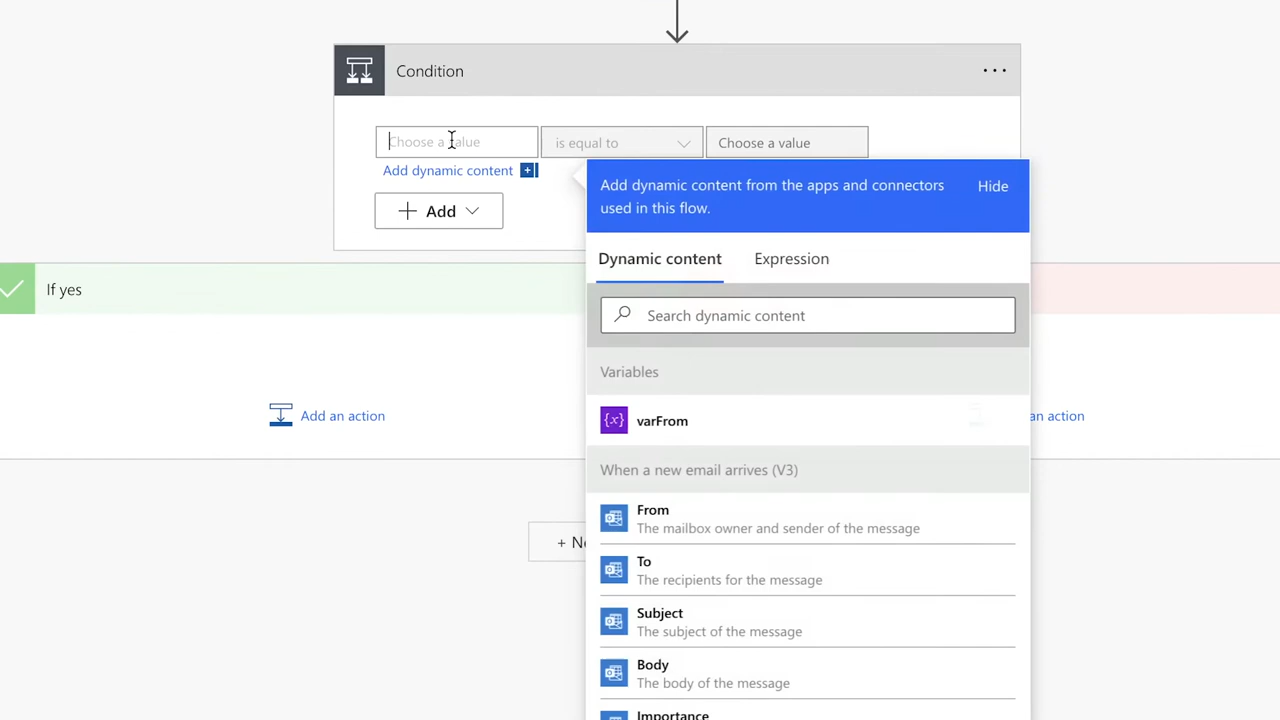 Condition
Choose a value
is equal to
Choose a value
Add dynamic content
Add
Add dynamic content from the apps and connectors
used in this flow.
Hide
Dynamic content
Expression
Search dynamic content
If yes
Variables
{x}
varFrom
Add an action
an action
When a new email arrives (V3)
From
The mailbox owner and sender of the message
+ Ne
To
The recipients for the message
Subject
The subject of the message
Body
The body of the message
Importance